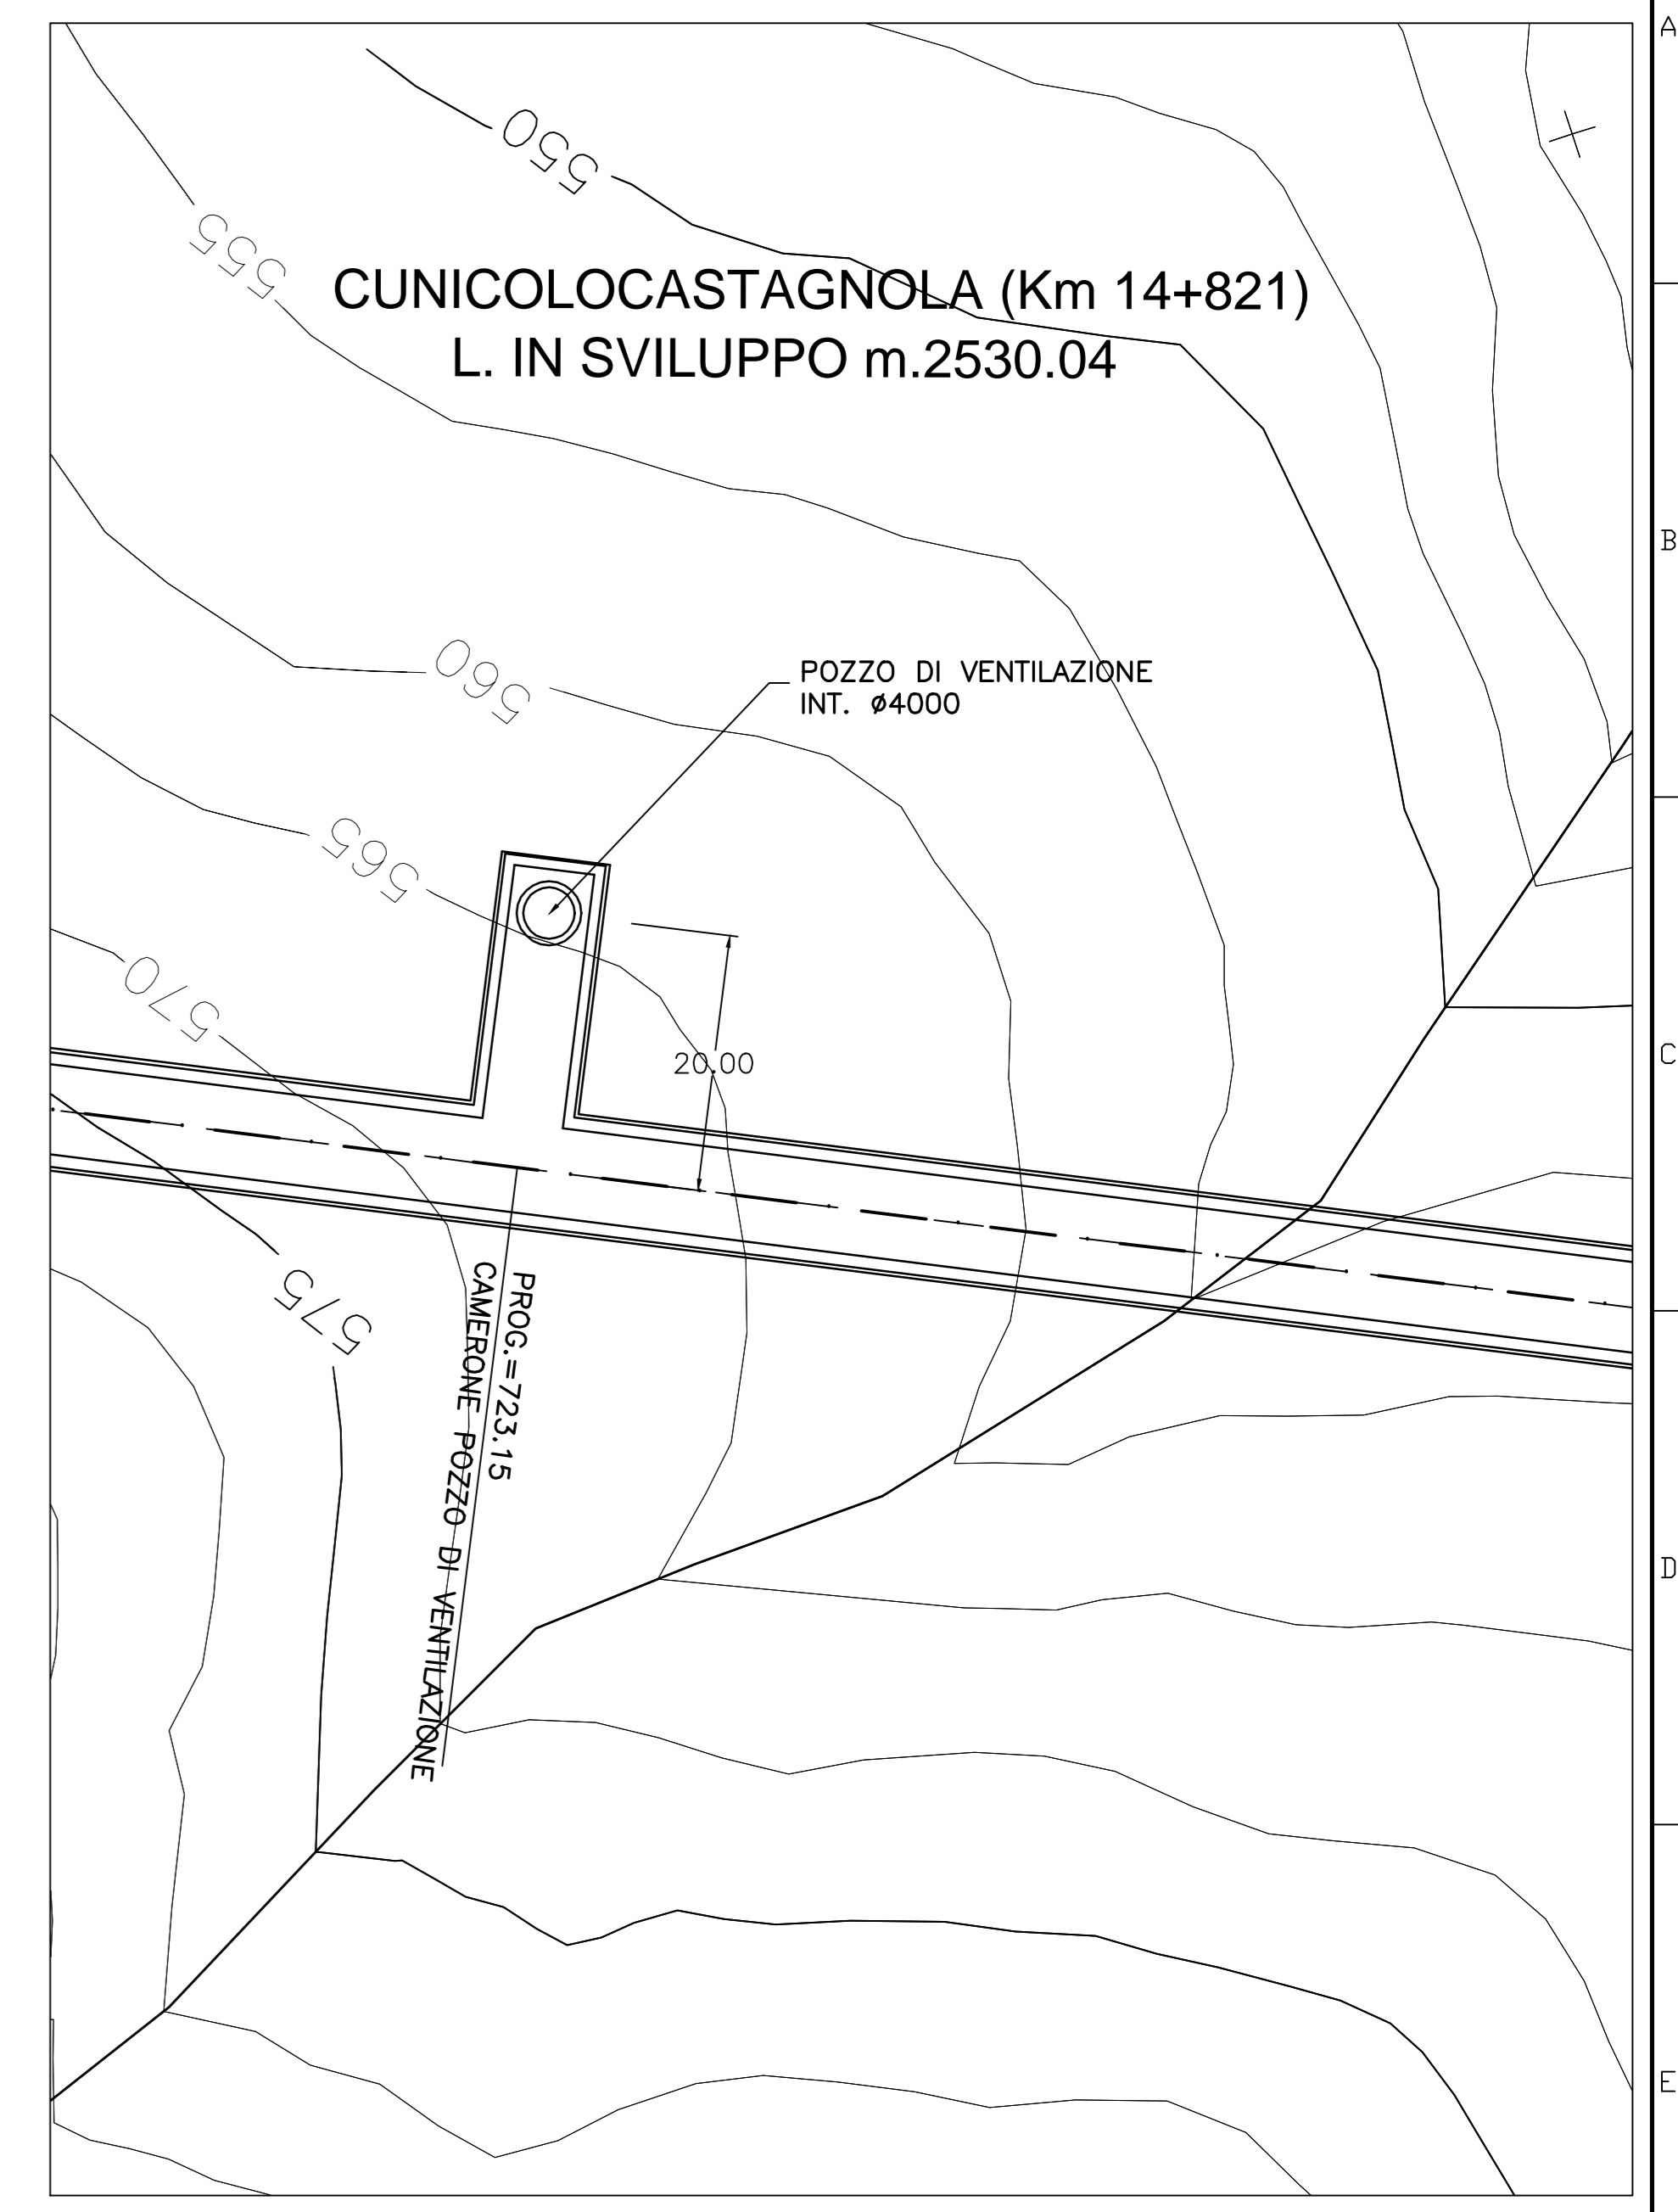 A
550
555
CUNICOLOCASTAGNOLA (Km 14+821)
L. IN SVILUPPO m.2530.04
B
560
POZZO DI VENTILAZIONE
INT. ø4000
565
570
20.00
C
575
PROG.=723.15
CAMERONE POZZO DI VENTILAZIONE
D
E